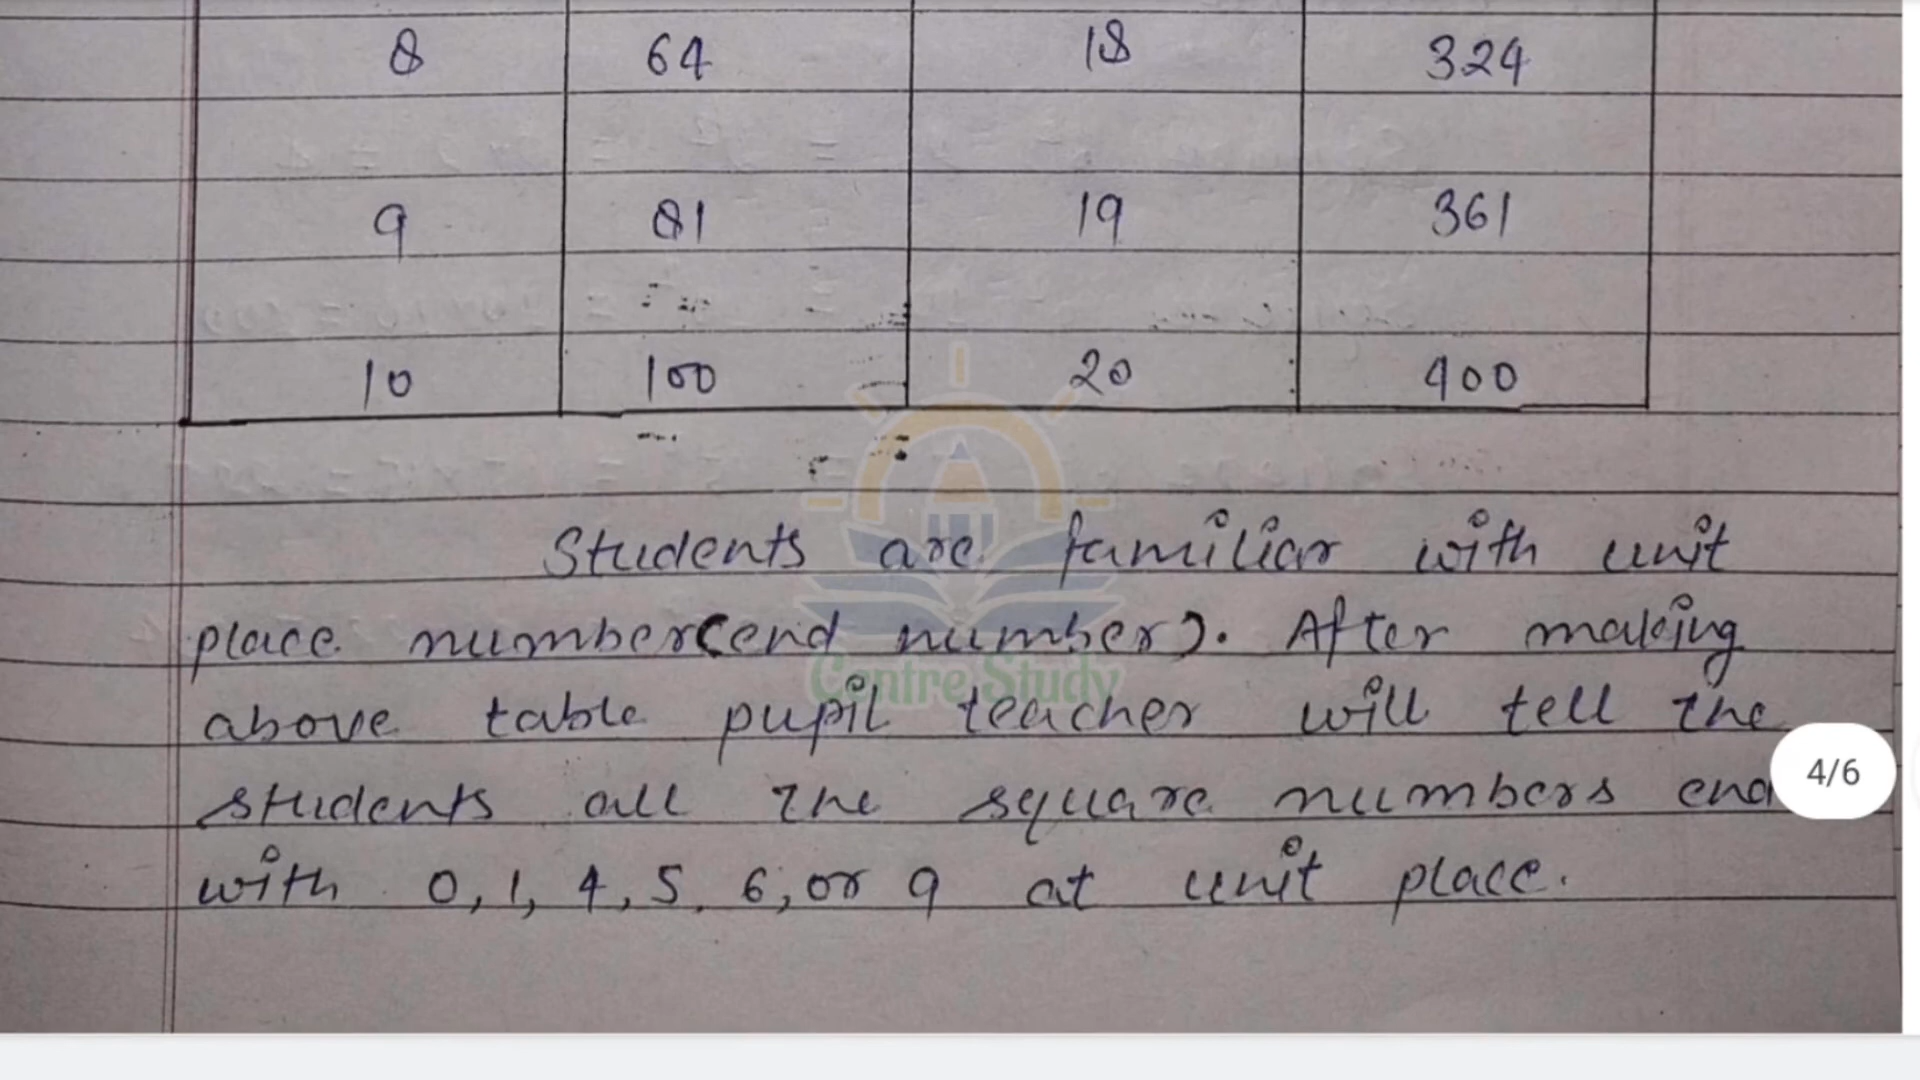 8 64 18 324
9 81 19 361
10 100 20 400
Students are familiar with unit
place number(end number). After making
Centre Study
above table pupil teacher will tell the
4/6
students all the square numbers end
with 0, 1, 4, 5, 6, or 9 at unit place.